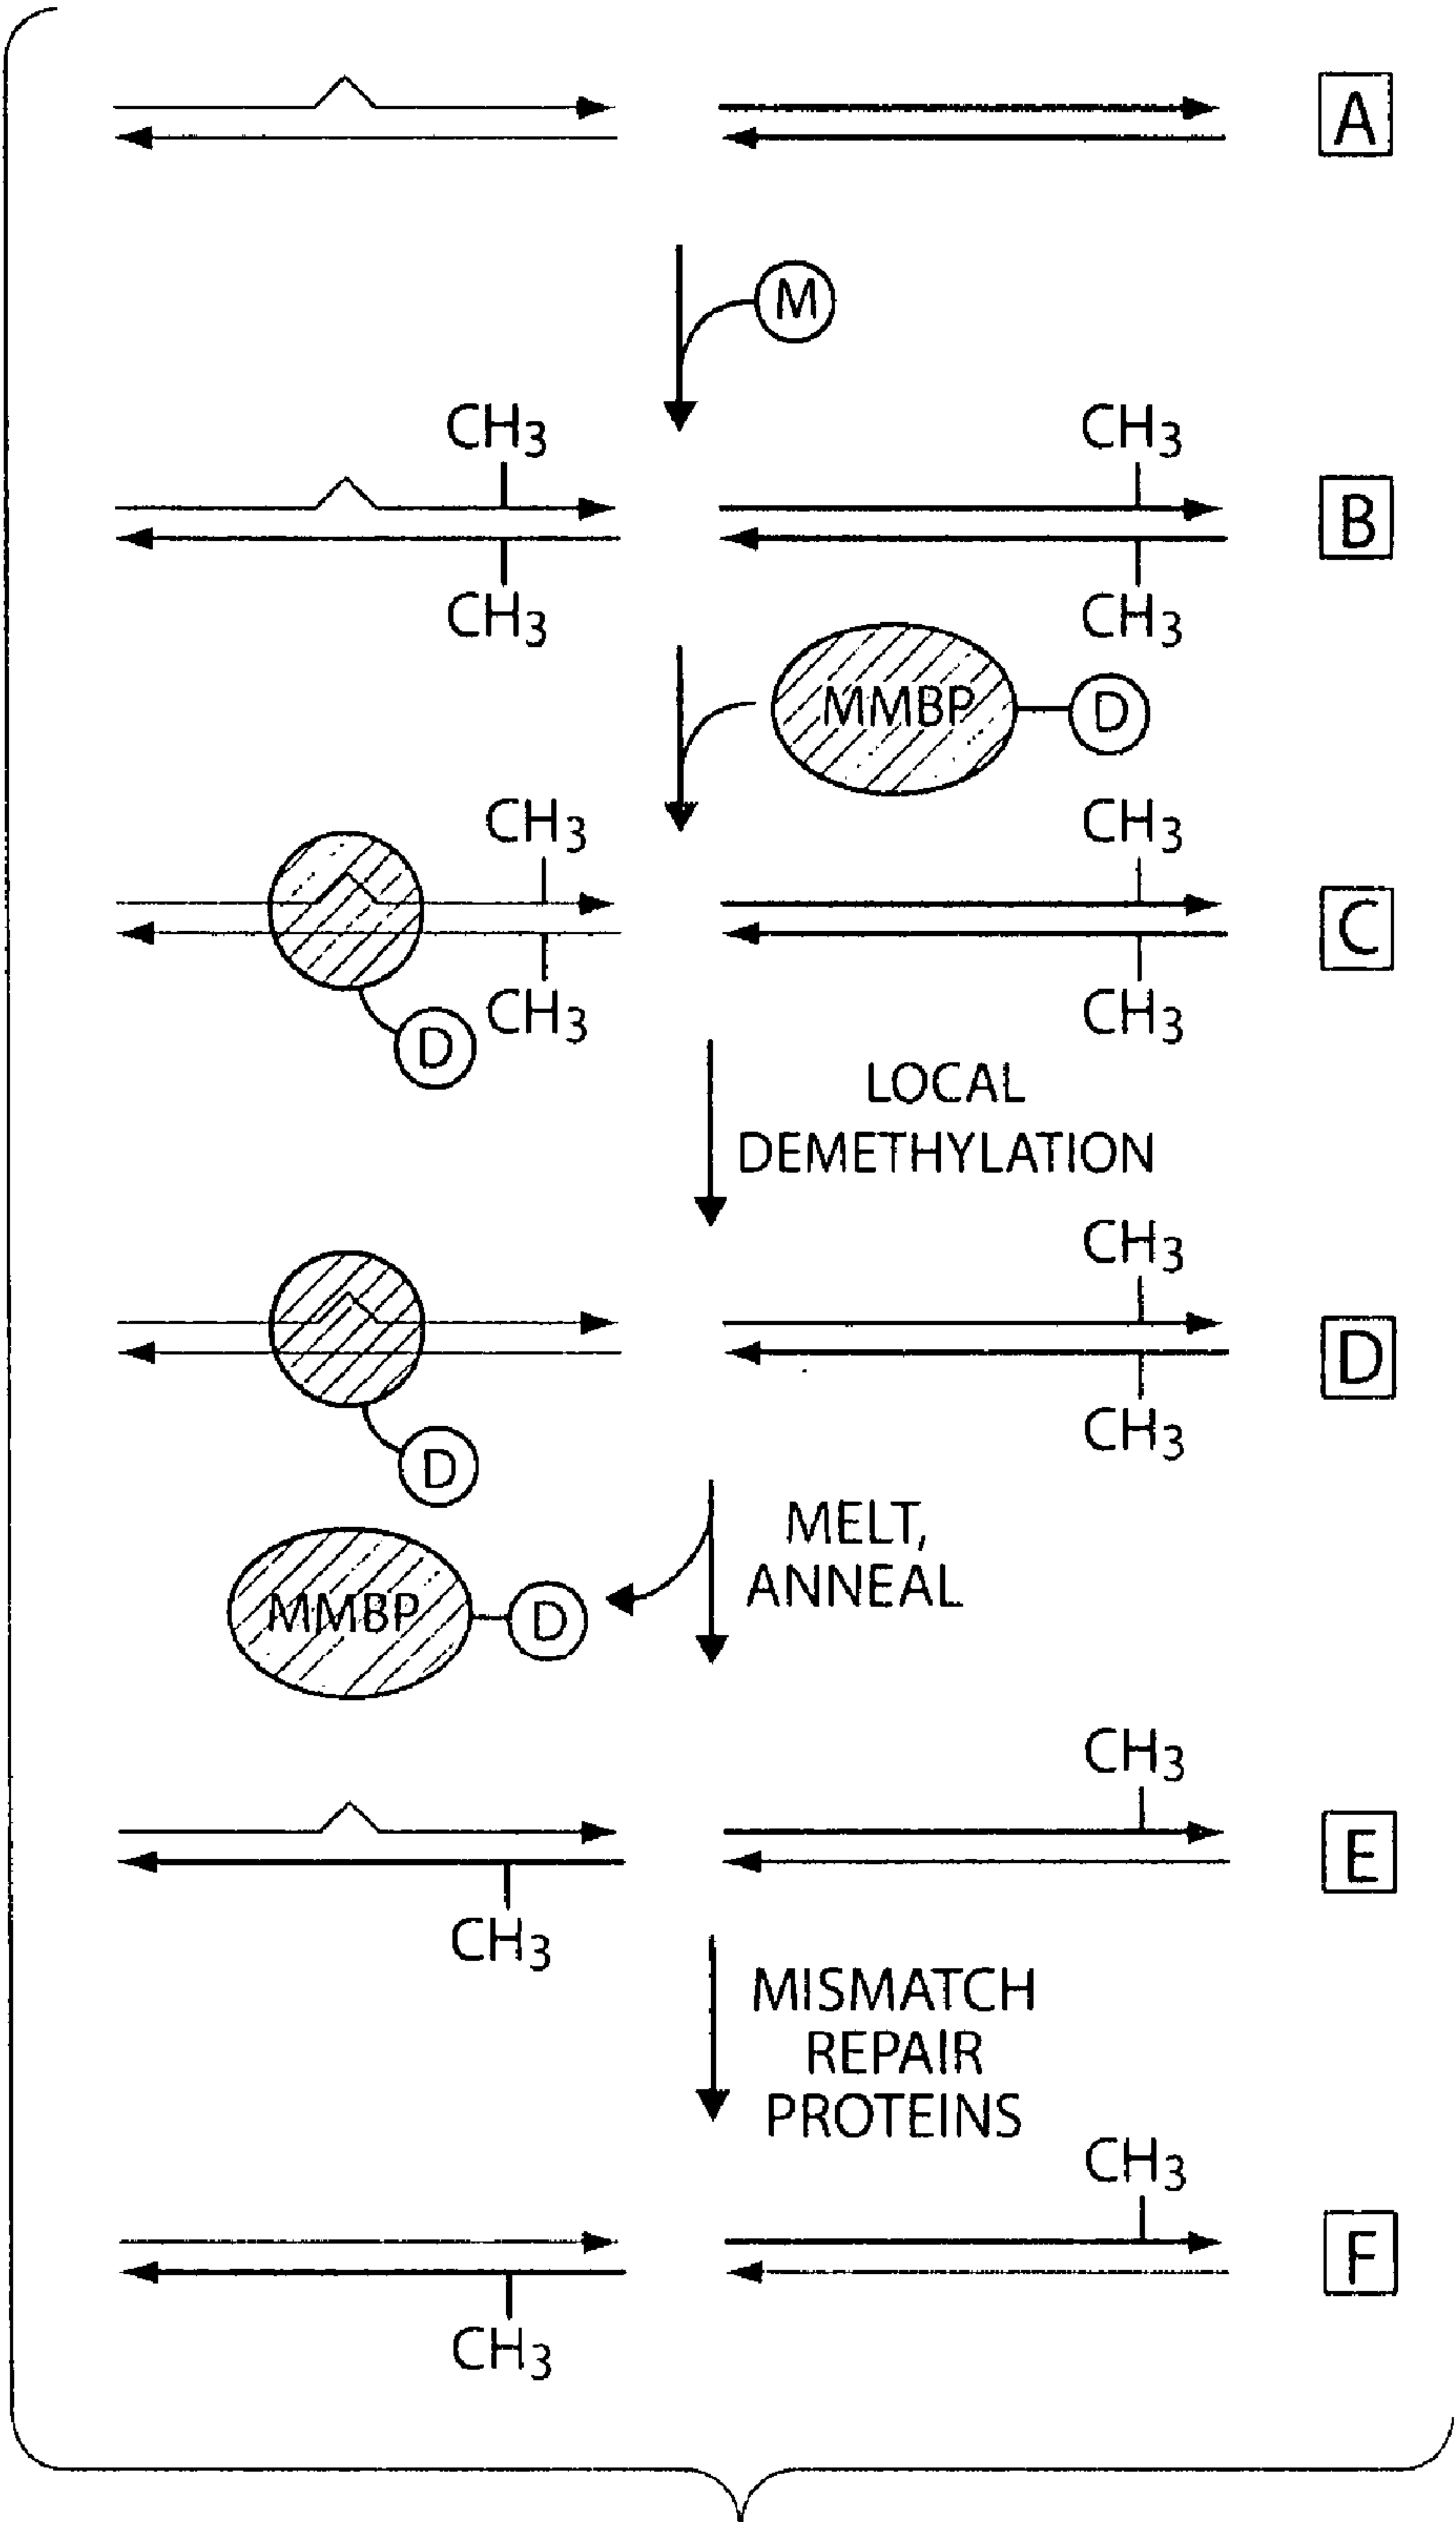 A
M
CH3 CH3
B
CH3 CH3
MMBP D
CH3 CH3
C
CH3 CH3
D
LOCAL
DEMETHYLATION
CH3
D
CH3
D
MELT,
ANNEAL
MMBP D
CH3
E
CH3
MISMATCH
REPAIR
PROTEINS
CH3
F
CH3